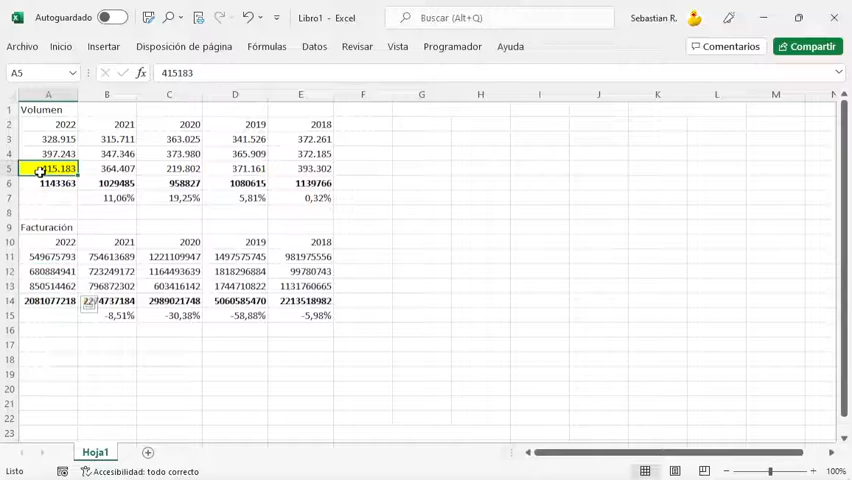 Autoguardado
Libro1 - Excel
Buscar (Alt+Q)
Sebastian R.
Archivo Inicio Insertar Disposición de página Fórmulas Datos Revisar Vista Programador Ayuda
Comentarios Compartir
A5 fx 415183
A B C D E F G H I J K L M N
1 Volumen
2 2022 2021 2020 2019 2018
3 328.915 315.711 363.025 341.526 372.261
4 397.243 347.346 373.980 365.909 372.185
5 415.183 364.407 219.802 371.161 393.302
6 1143363 1029485 958827 1080615 1139766
7 11,06% 19,25% 5,81% 0,32%
8
9 Facturación
10 2022 2021 2020 2019 2018
11 549675793 754613689 1221109947 1497575745 981975556
12 680884941 723249172 1164493639 1818296884 99780743
13 850514462 796872302 603416142 1744710822 1131760665
14 2081077218 2274737184 2989021748 5060585470 2213518982
15 -8,51% -30,38% -58,88% -5,98%
16
17
18
19
20
21
22
23
Hoja1
Listo Accesibilidad: todo correcto 100%